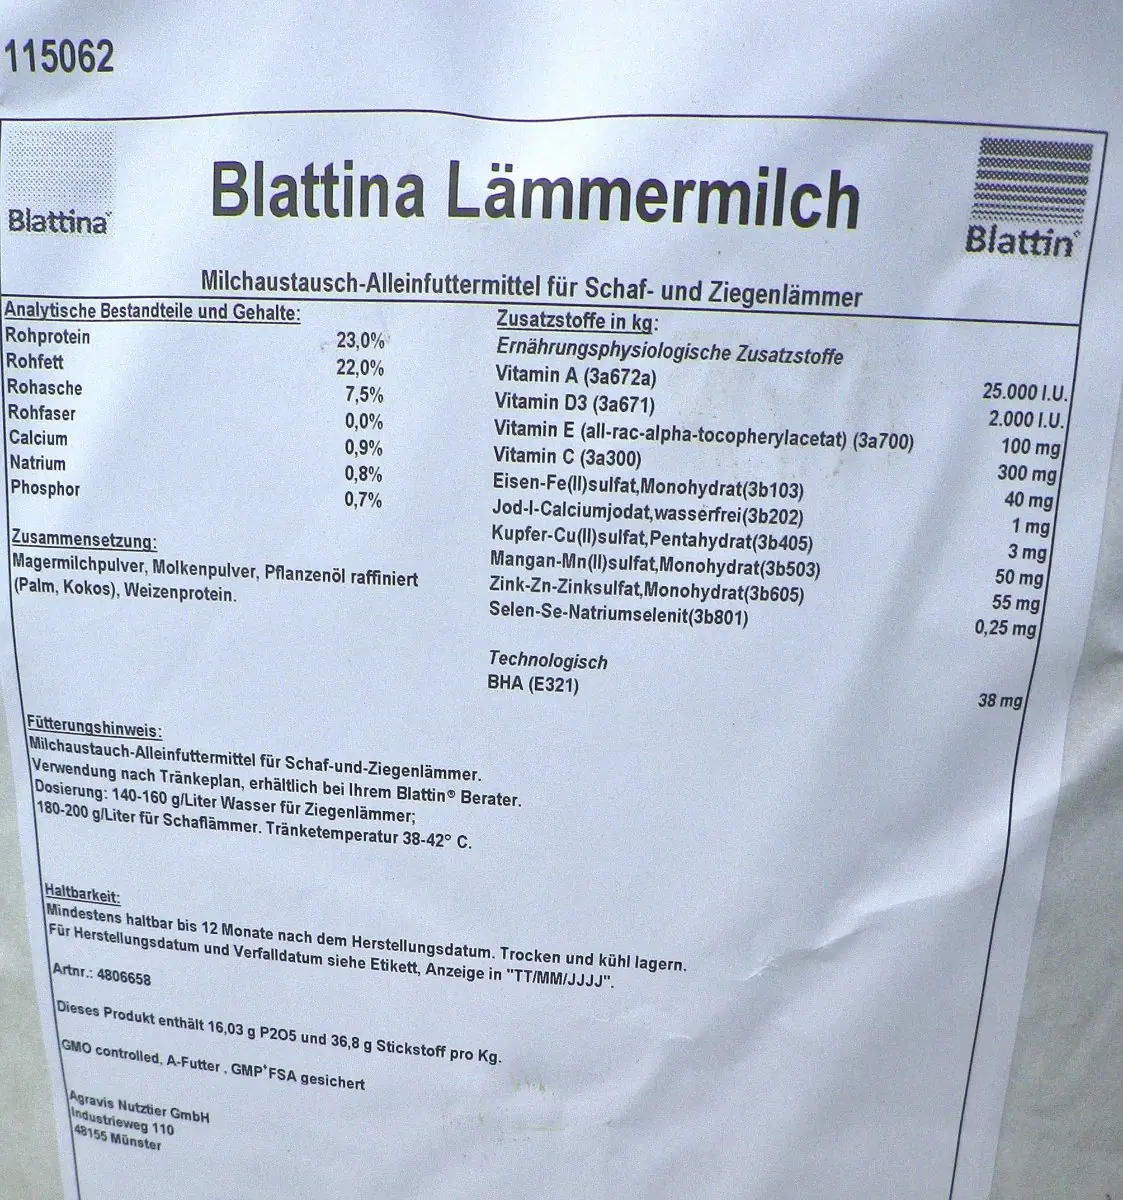 115062
Blattina
Blattina Lämmermilch
Blattin®
Milchaustausch-Alleinfuttermittel für Schaf- und Ziegenlämmer
Analytische Bestandteile und Gehalte:
Rohprotein 23,0%
Rohfett 22,0%
Rohasche 7,5%
Rohfaser 0,0%
Calcium 0,9%
Natrium 0,8%
Phosphor 0,7%
Zusammensetzung:
Magermilchpulver, Molkenpulver, Pflanzenöl raffiniert
(Palm, Kokos), Weizenprotein.
Zusatzstoffe in kg:
Ernährungsphysiologische Zusatzstoffe
Vitamin A (3a672a) 25.000 I.U.
Vitamin D3 (3a671) 2.000 I.U.
Vitamin E (all-rac-alpha-tocopherylacetat) (3a700) 100 mg
Vitamin C (3a300) 300 mg
Eisen-Fe(II)sulfat,Monohydrat(3b103) 40 mg
Jod-I-Calciumjodat,wasserfrei(3b202) 1 mg
Kupfer-Cu(II)sulfat,Pentahydrat(3b405) 3 mg
Mangan-Mn(II)sulfat,Monohydrat(3b503) 50 mg
Zink-Zn-Zinksulfat,Monohydrat(3b605) 55 mg
Selen-Se-Natriumselenit(3b801) 0,25 mg
Technologisch
BHA (E321) 38 mg
Fütterungshinweis:
Milchaustauch-Alleinfuttermittel für Schaf-und-Ziegenlämmer.
Verwendung nach Tränkeplan, erhältlich bei Ihrem Blattin® Berater.
Dosierung: 140-160 g/Liter Wasser für Ziegenlämmer;
180-200 g/Liter für Schaflämmer. Tränketemperatur 38-42° C.
Haltbarkeit:
Mindestens haltbar bis 12 Monate nach dem Herstellungsdatum. Trocken und kühl lagern.
Für Herstellungsdatum und Verfalldatum siehe Etikett, Anzeige in "TT/MM/JJJJ".
Artnr.: 4806658
Dieses Produkt enthält 16,03 g P2O5 und 36,8 g Stickstoff pro Kg.
GMO controlled, A-Futter , GMP⁺FSA gesichert
Agravis Nutztier GmbH
Industrieweg 110
48155 Münster